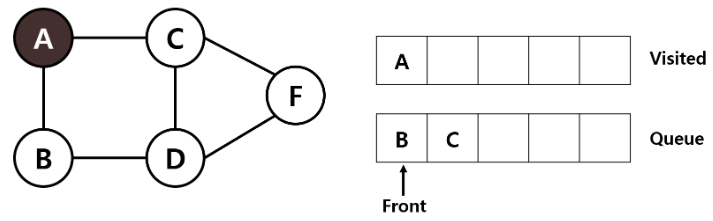 A C
F
B D
A
Visited
B C
Queue
Front